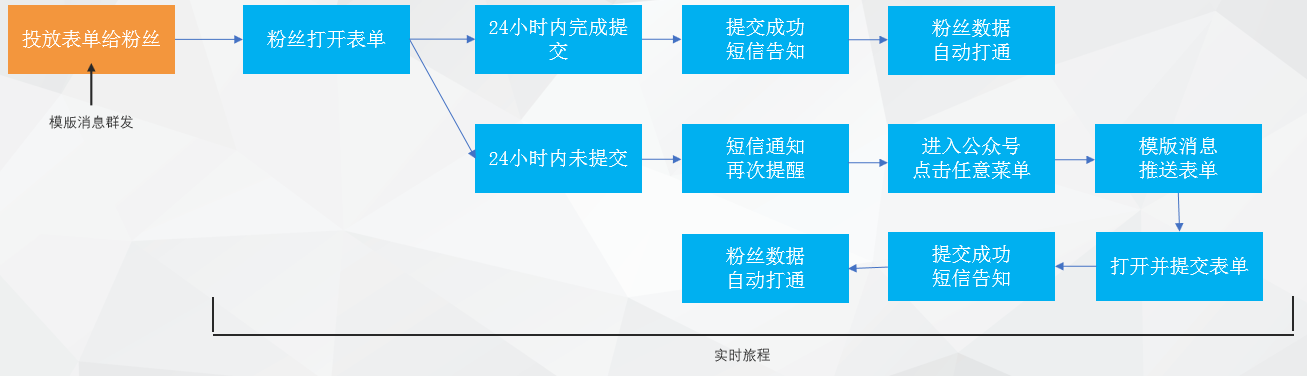 投放表单给粉丝
粉丝打开表单
24小时内完成提
交
提交成功
短信告知
粉丝数据
自动打通
模版消息群发
24小时内未提交
短信通知
再次提醒
进入公众号
点击任意菜单
模版消息
推送表单
粉丝数据
自动打通
提交成功
短信告知
打开并提交表单
实时旅程